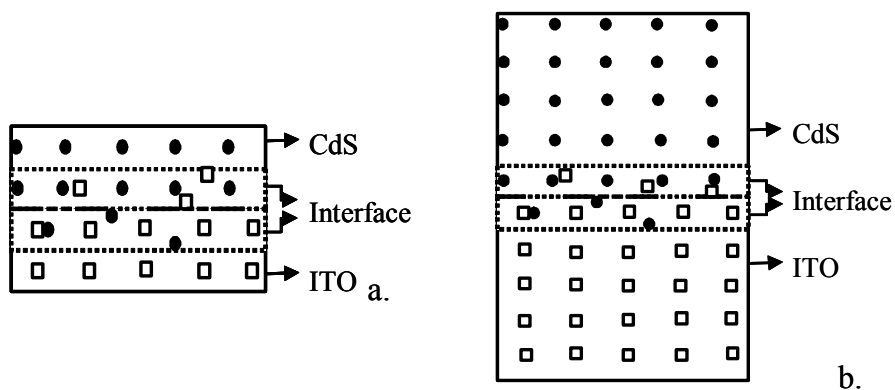 CdS
Interface
ITO
a.
CdS
Interface
ITO
b.